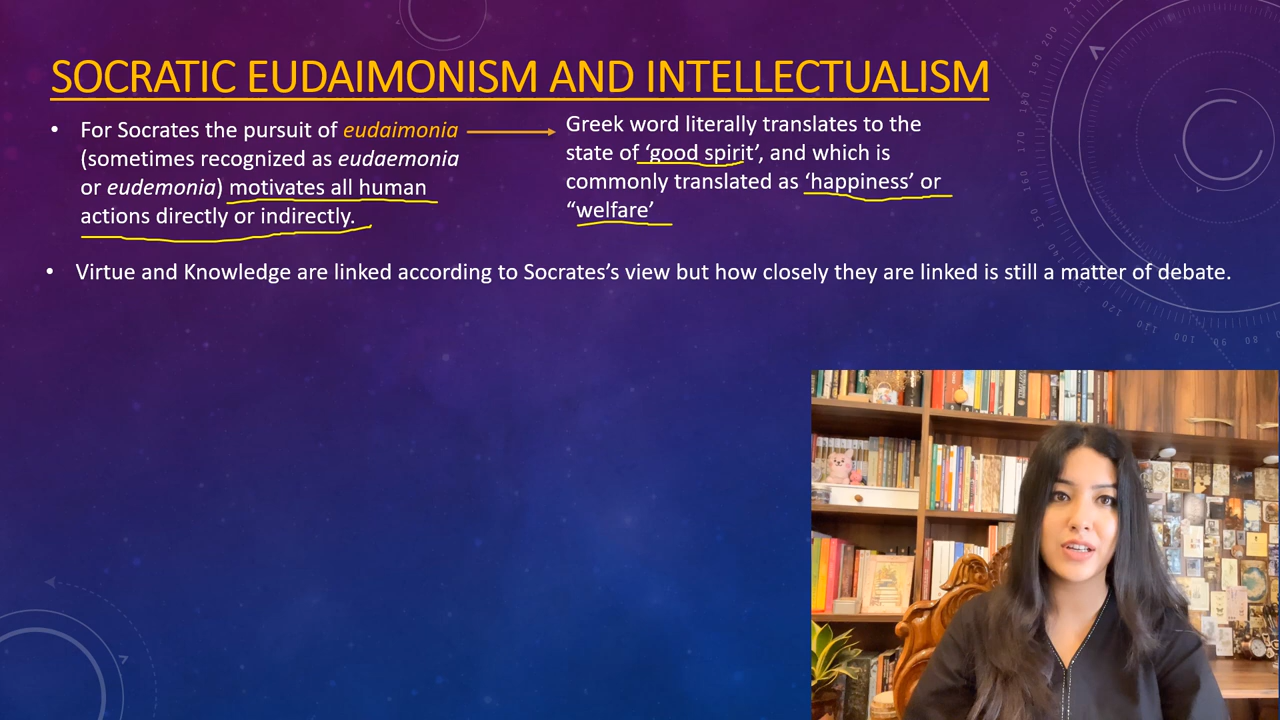 SOCRATIC EUDAIMONISM AND INTELLECTUALISM
• For Socrates the pursuit of eudaimonia
(sometimes recognized as eudaemonia
or eudemonia) motivates all human
actions directly or indirectly.
Greek word literally translates to the
state of ‘good spirit’, and which is
commonly translated as ‘happiness’ or
“welfare’
• Virtue and Knowledge are linked according to Socrates’s view but how closely they are linked is still a matter of debate.